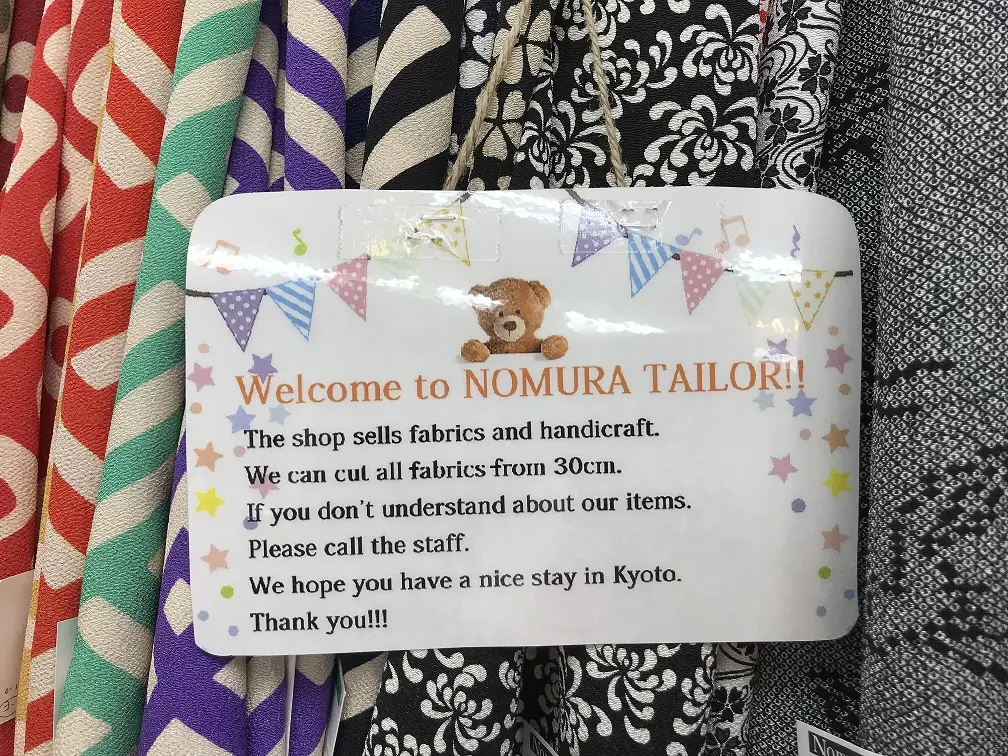 Welcome to NOMURA TAILOR!!
The shop sells fabrics and handicraft.
We can cut all fabrics from 30cm.
If you don't understand about our items.
Please call the staff.
We hope you have a nice stay in Kyoto.
Thank you!!!